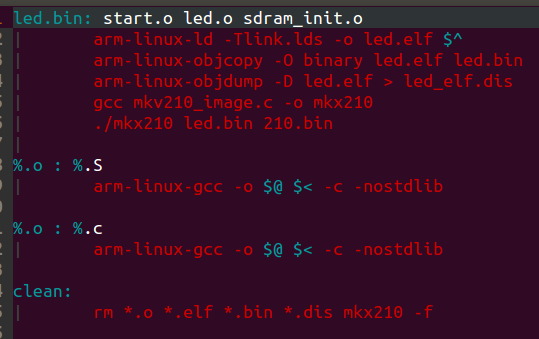 led.bin: start.o led.o sdram_init.o
arm-linux-ld -Tlink.lds -o led.elf $^
arm-linux-objcopy -O binary led.elf led.bin
arm-linux-objdump -D led.elf > led_elf.dis
gcc mkv210_image.c -o mkx210
./mkx210 led.bin 210.bin
%.o : %.S
arm-linux-gcc -o $@ $< -c -nostdlib
%.o : %.c
arm-linux-gcc -o $@ $< -c -nostdlib
clean:
rm *.o *.elf *.bin *.dis mkx210 -f